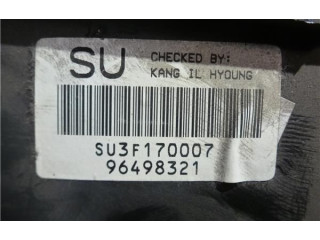 SU
CHECKED BY:
KANG IL HYOUNG
SU3F170007
96498321